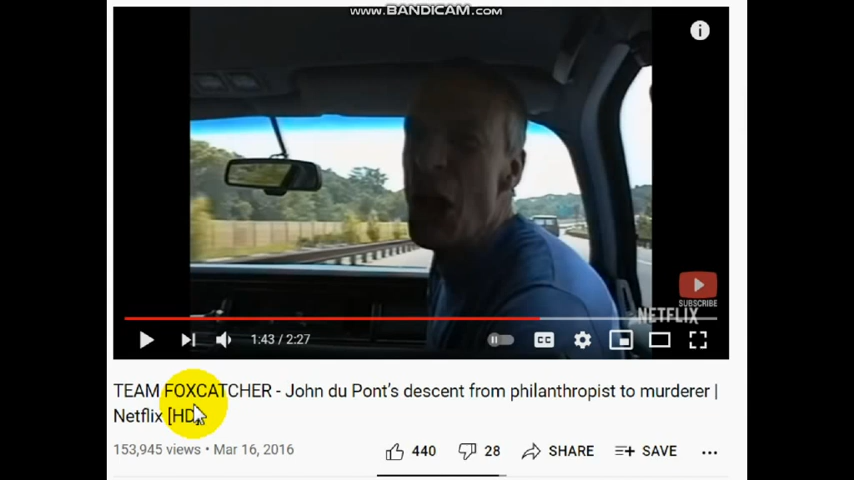 www.BANDICAM.com
SUBSCRIBE
NETFLIX
1:43 / 2:27
CC
TEAM FOXCATCHER - John du Pont's descent from philanthropist to murderer |
Netflix [HD]
153,945 views • Mar 16, 2016
440
28
SHARE
SAVE